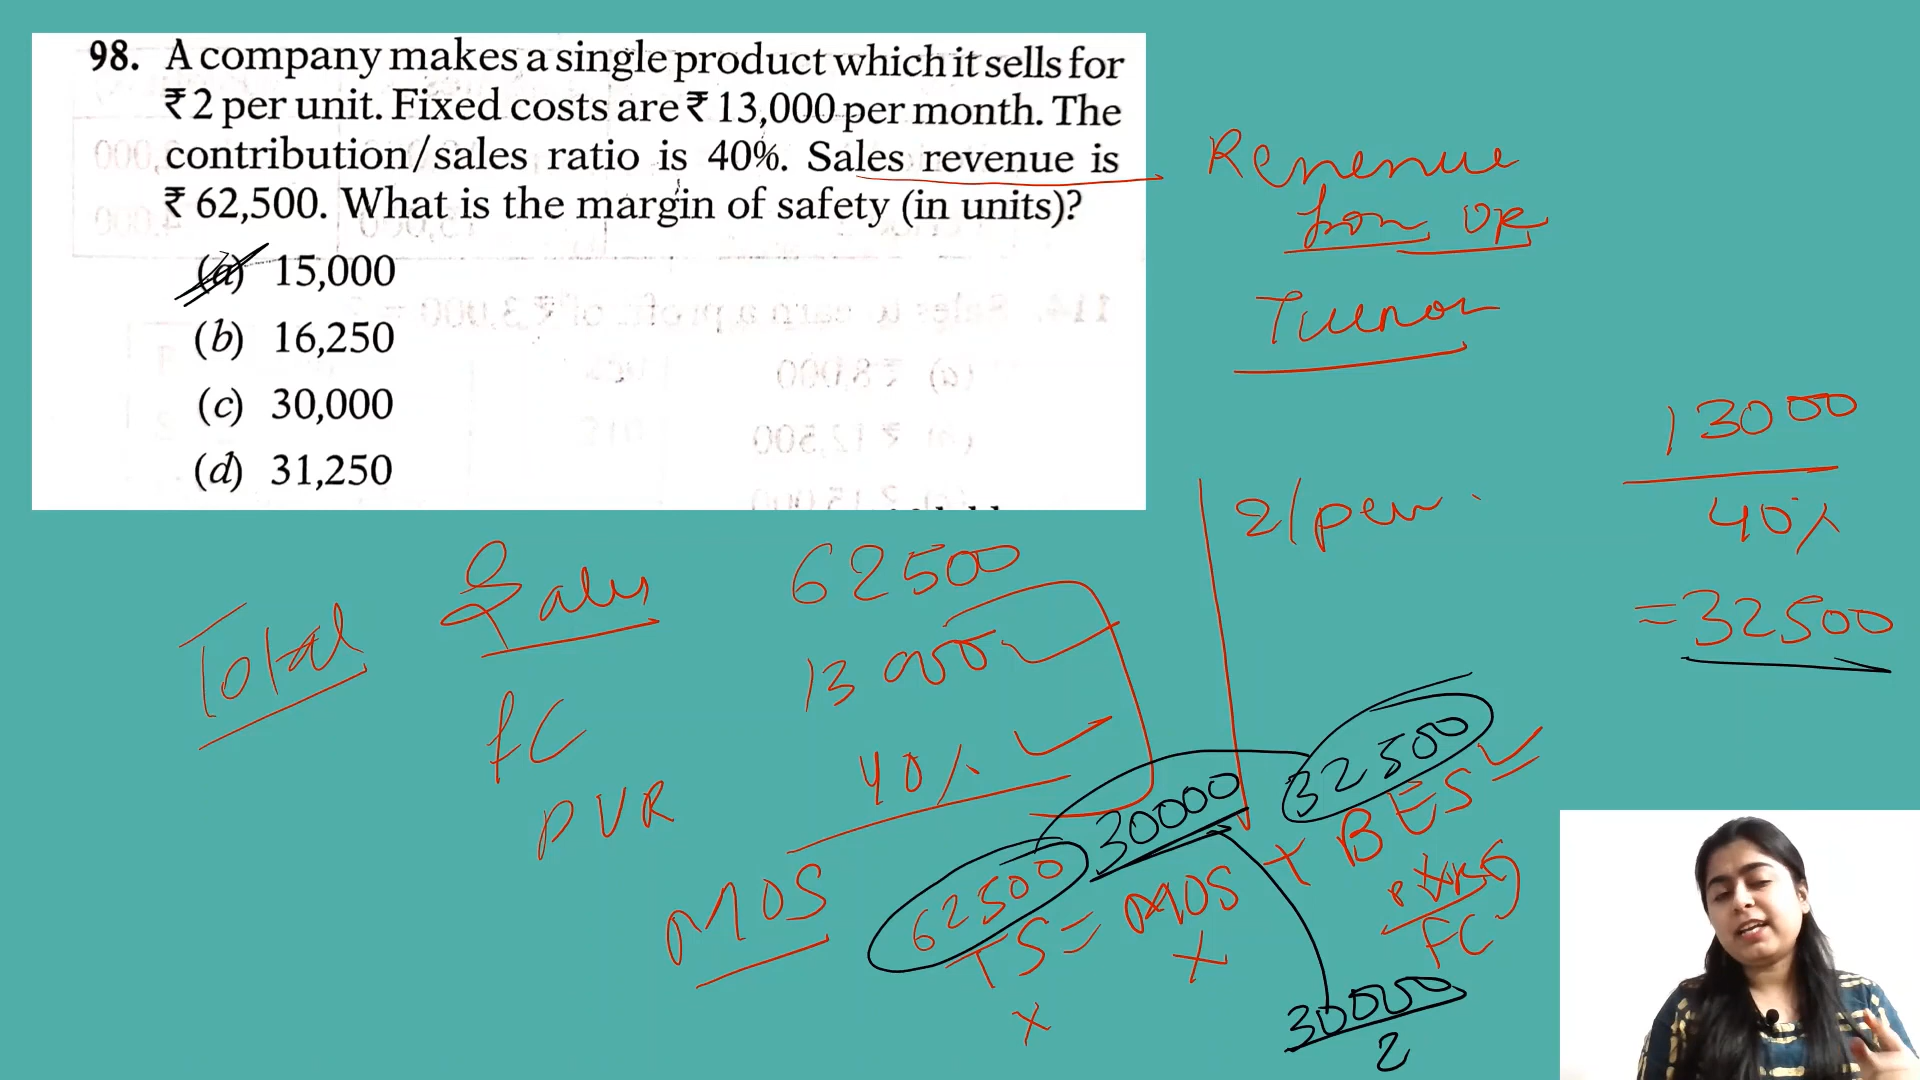 98. A company makes a single product which it sells for
₹ 2 per unit. Fixed costs are ₹ 13,000 per month. The
contribution/sales ratio is 40%. Sales revenue is
₹ 62,500. What is the margin of safety (in units)?
(a) 15,000
(b) 16,250
(c) 30,000
(d) 31,250
Revenue
from OP
13000
40%
= 32500
2/per
Total Sales 62500
FC 13000
PVR 40%
MOS
62500 30000 32500
TS = MOS + BES
FC
X X
30000
2